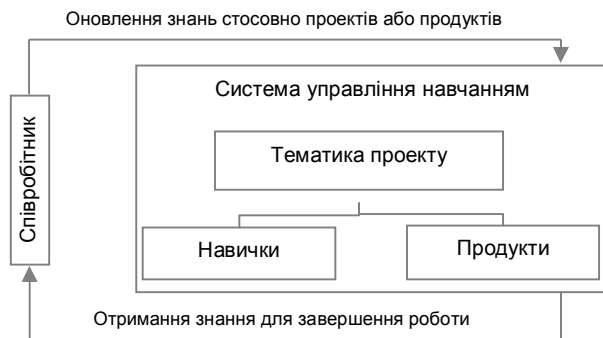 Оновлення знань стосовно проектів або продуктів
Система управління навчанням
Тематика проекту
Співробітник
Навички
Продукти
Отримання знання для завершення роботи